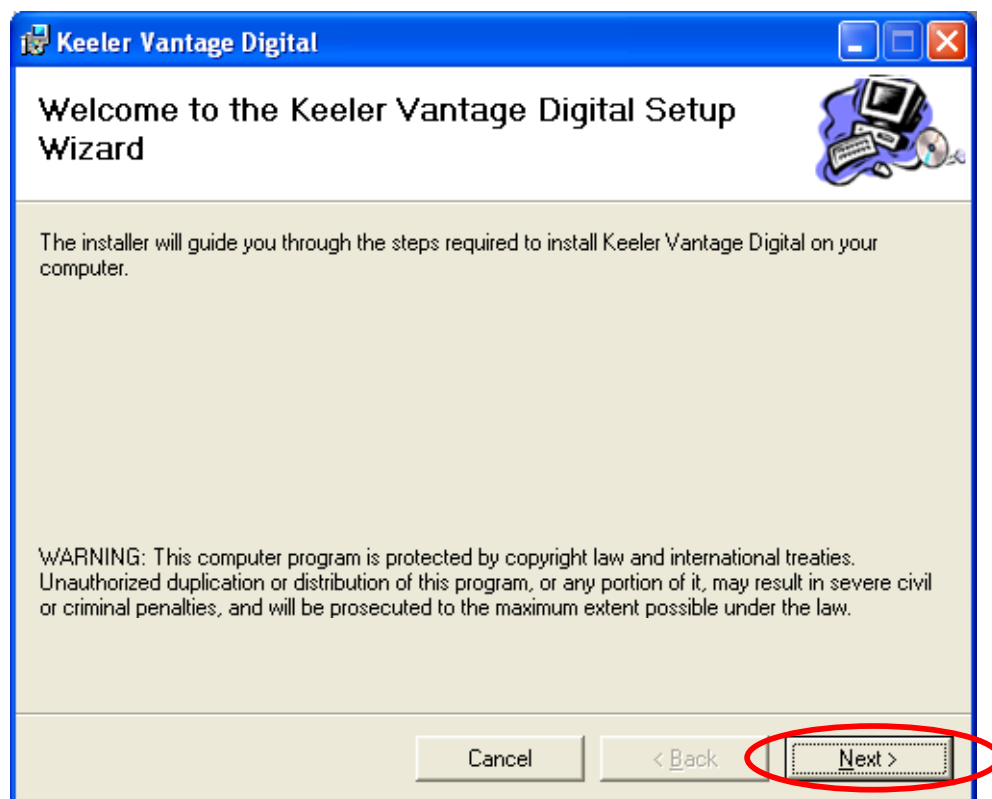 Keeler Vantage Digital
Welcome to the Keeler Vantage Digital Setup
Wizard
The installer will guide you through the steps required to install Keeler Vantage Digital on your
computer.
WARNING: This computer program is protected by copyright law and international treaties.
Unauthorized duplication or distribution of this program, or any portion of it, may result in severe civil
or criminal penalties, and will be prosecuted to the maximum extent possible under the law.
Cancel < Back Next >